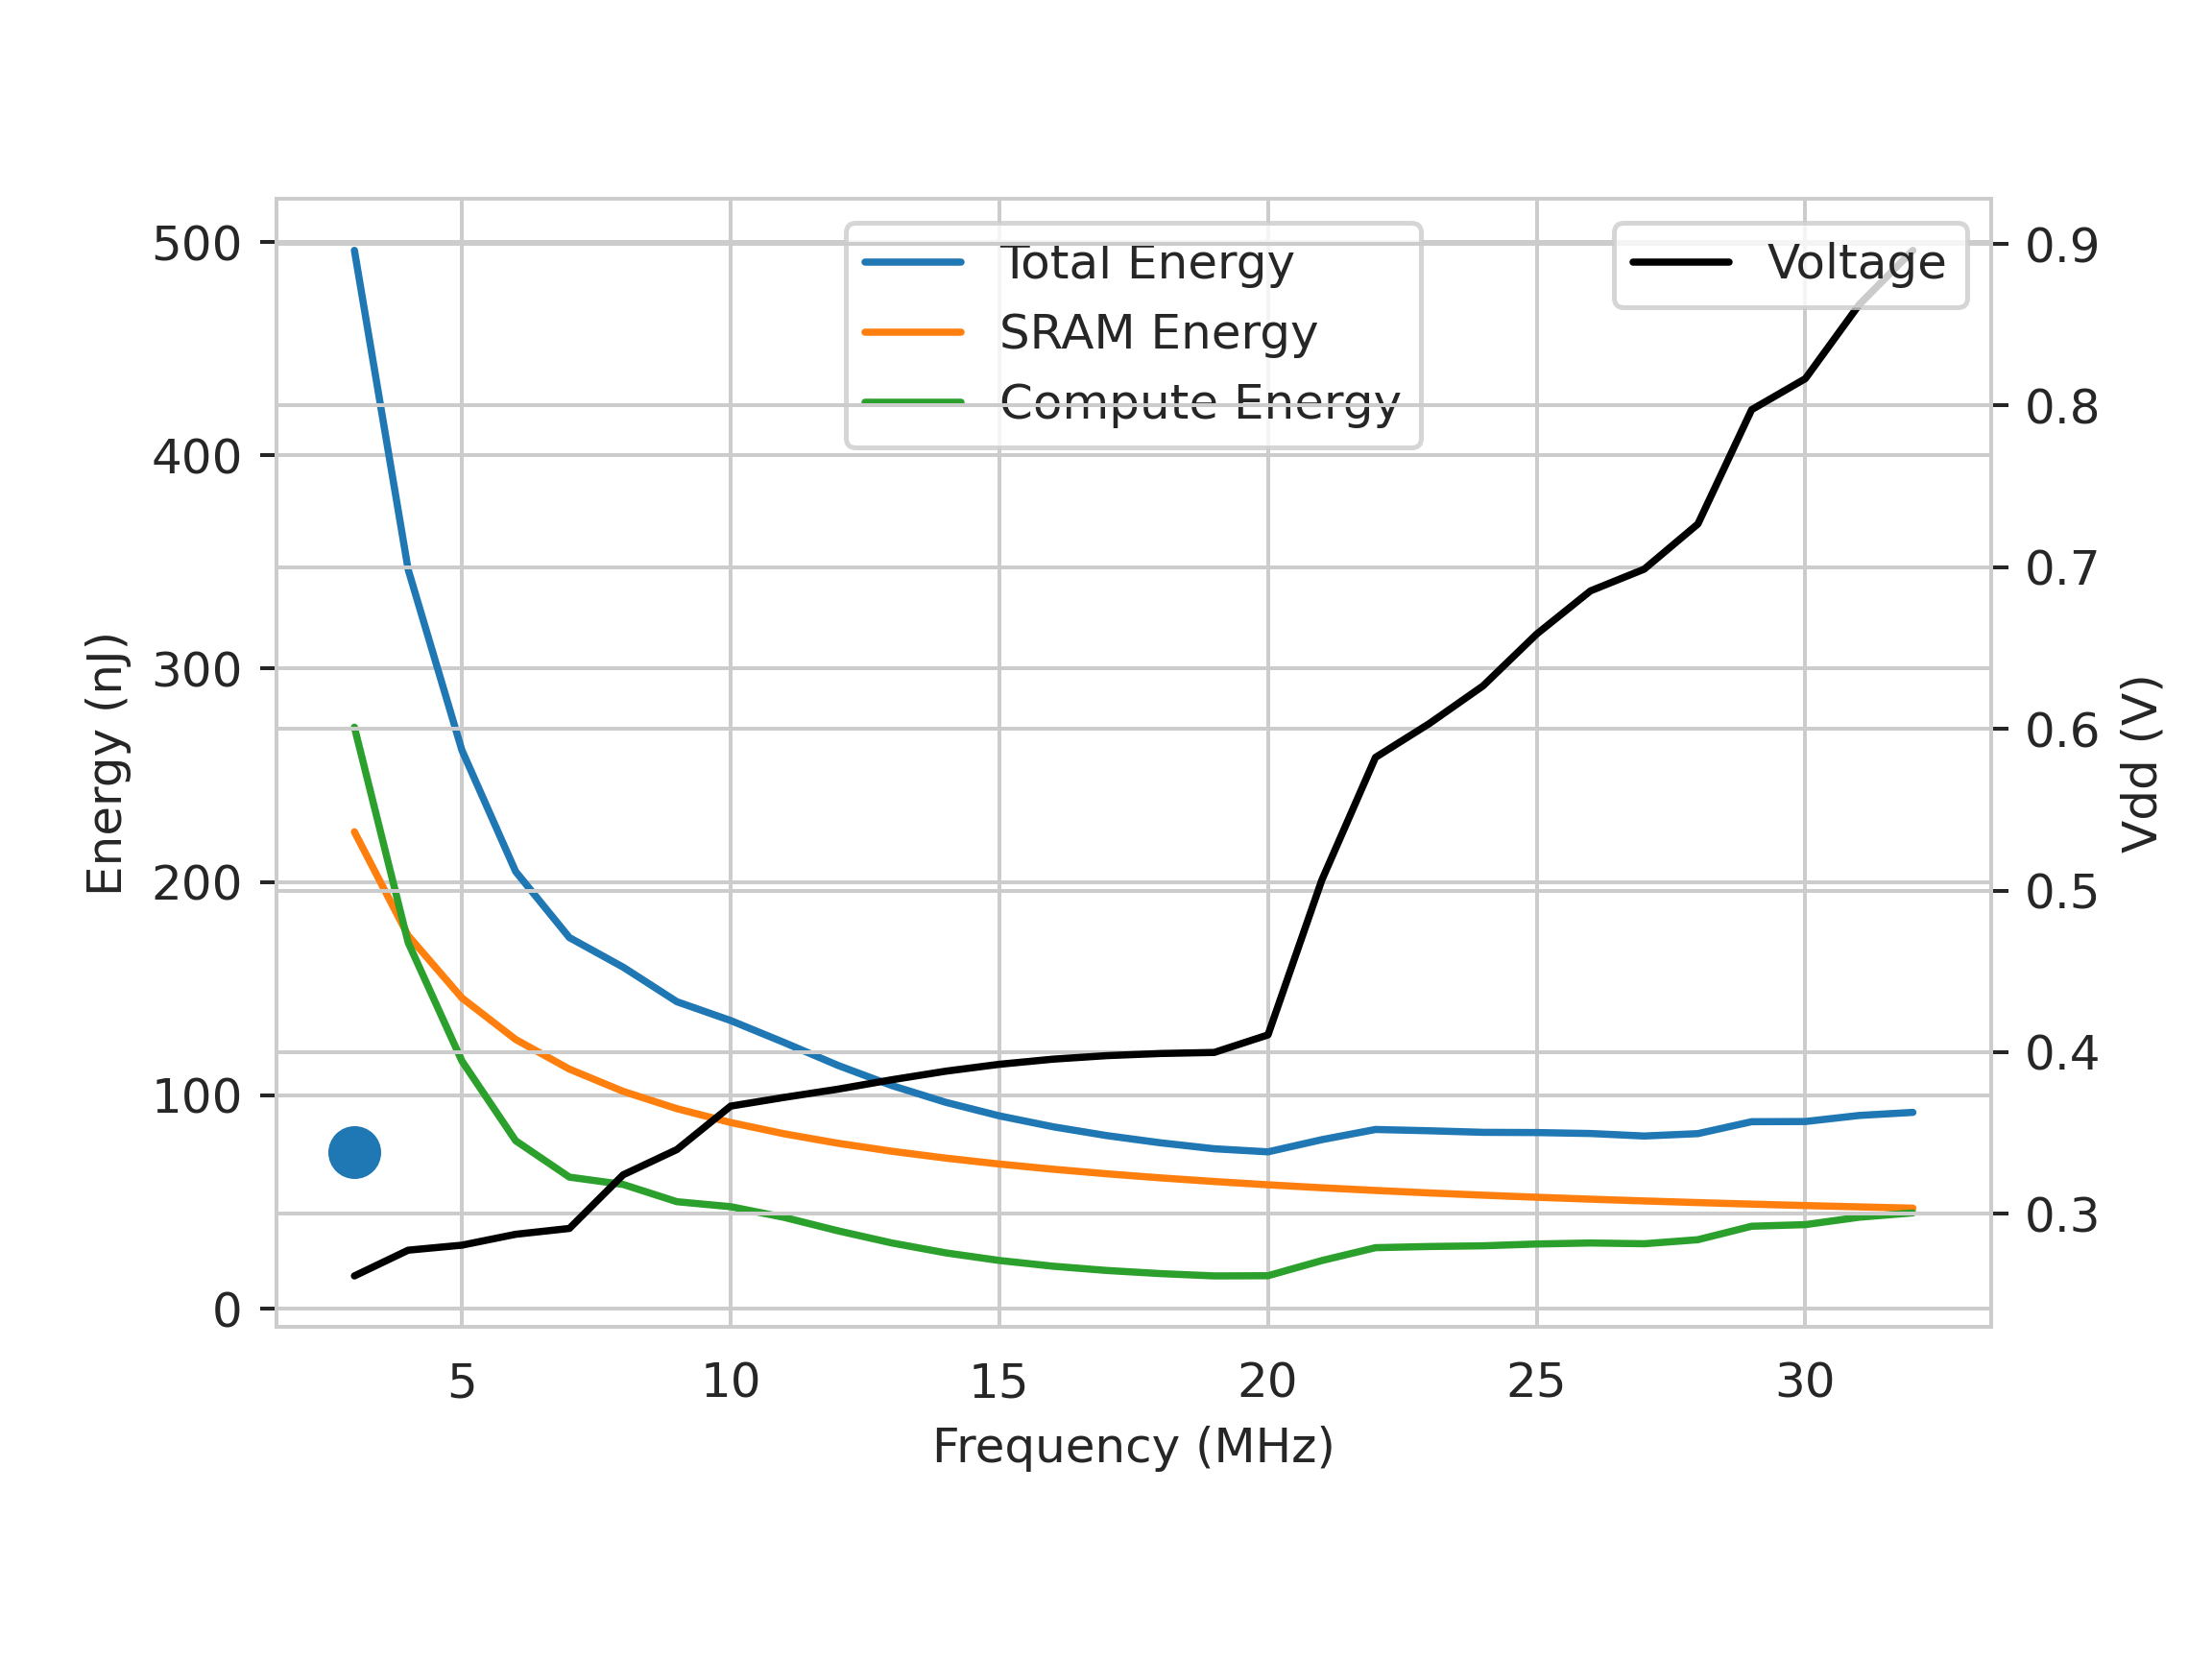 Total Energy
SRAM Energy
Compute Energy
Voltage
500
400
300
200
100
0
Energy (nJ)
0.9
0.8
0.7
0.6
0.5
0.4
0.3
Vdd (V)
5 10 15 20 25 30
Frequency (MHz)